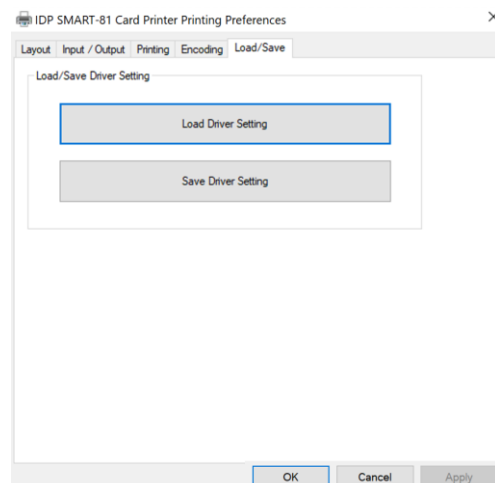 IDP SMART-81 Card Printer Printing Preferences
Layout Input / Output Printing Encoding Load/Save
Load/Save Driver Setting
Load Driver Setting
Save Driver Setting
OK Cancel Apply